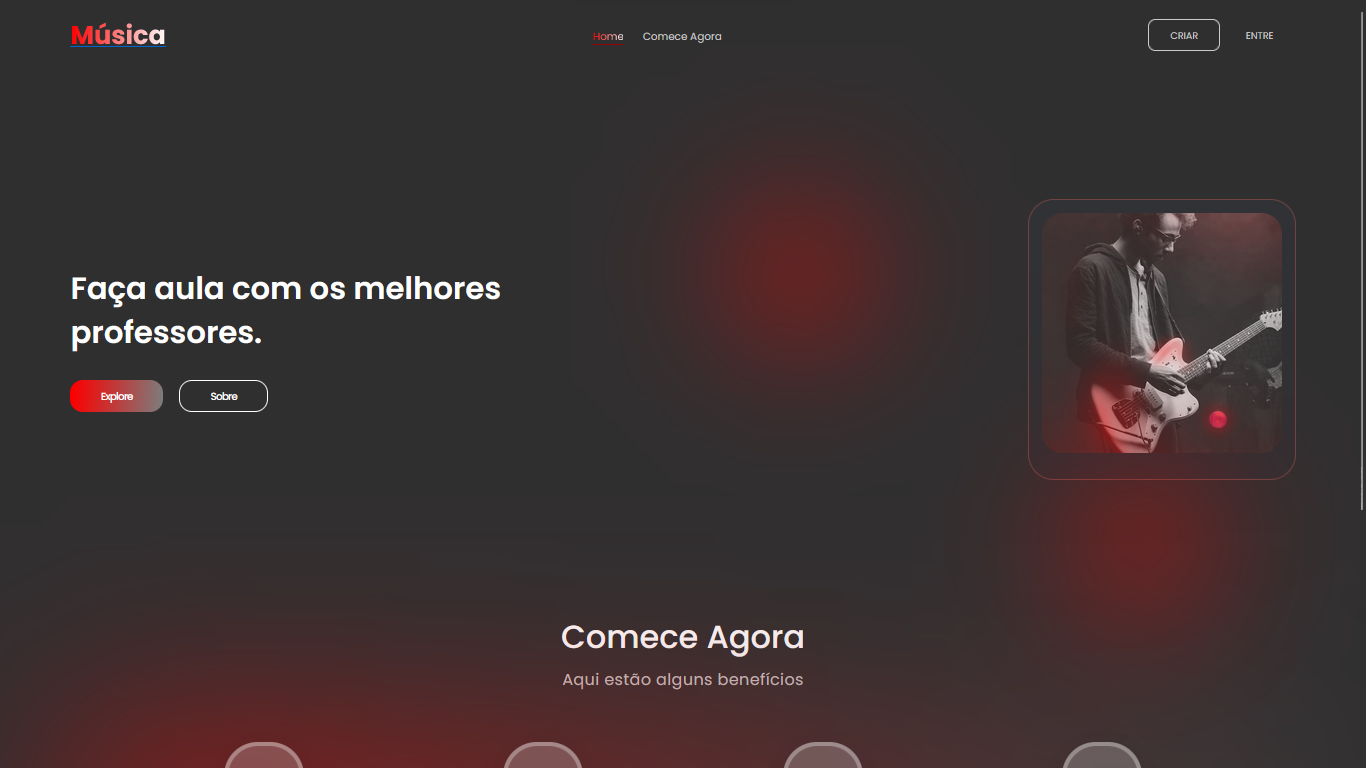 Música
Home
Comece Agora
CRIAR
ENTRE
Faça aula com os melhores
professores.
Explore
Sobre
Comece Agora
Aqui estão alguns benefícios